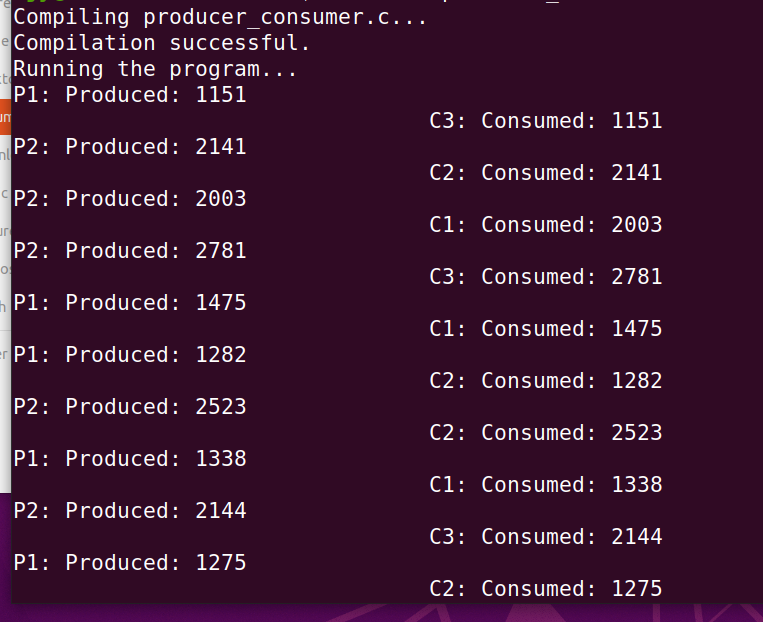 Compiling producer_consumer.c...
Compilation successful.
Running the program...
P1: Produced: 1151
C3: Consumed: 1151
P2: Produced: 2141
C2: Consumed: 2141
P2: Produced: 2003
C1: Consumed: 2003
P2: Produced: 2781
C3: Consumed: 2781
P1: Produced: 1475
C1: Consumed: 1475
P1: Produced: 1282
C2: Consumed: 1282
P2: Produced: 2523
C2: Consumed: 2523
P1: Produced: 1338
C1: Consumed: 1338
P2: Produced: 2144
C3: Consumed: 2144
P1: Produced: 1275
C2: Consumed: 1275